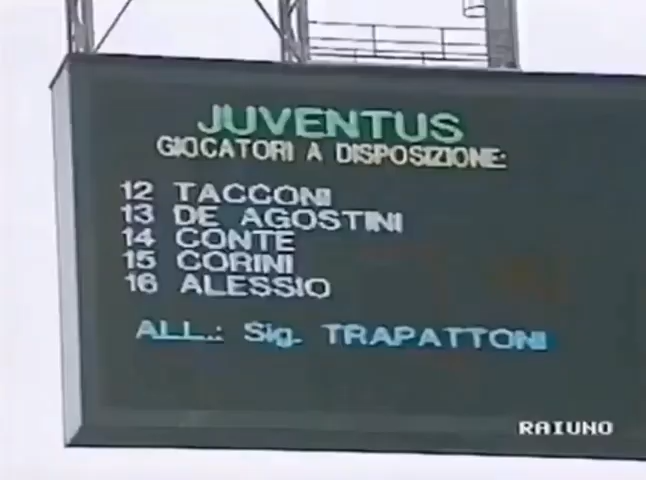 JUVENTUS
GIOCATORI A DISPOSIZIONE:
12 TACCONI
13 DE AGOSTINI
14 CONTE
15 CORINI
16 ALESSIO
ALL.: Sig. TRAPATTONI
RAIUNO